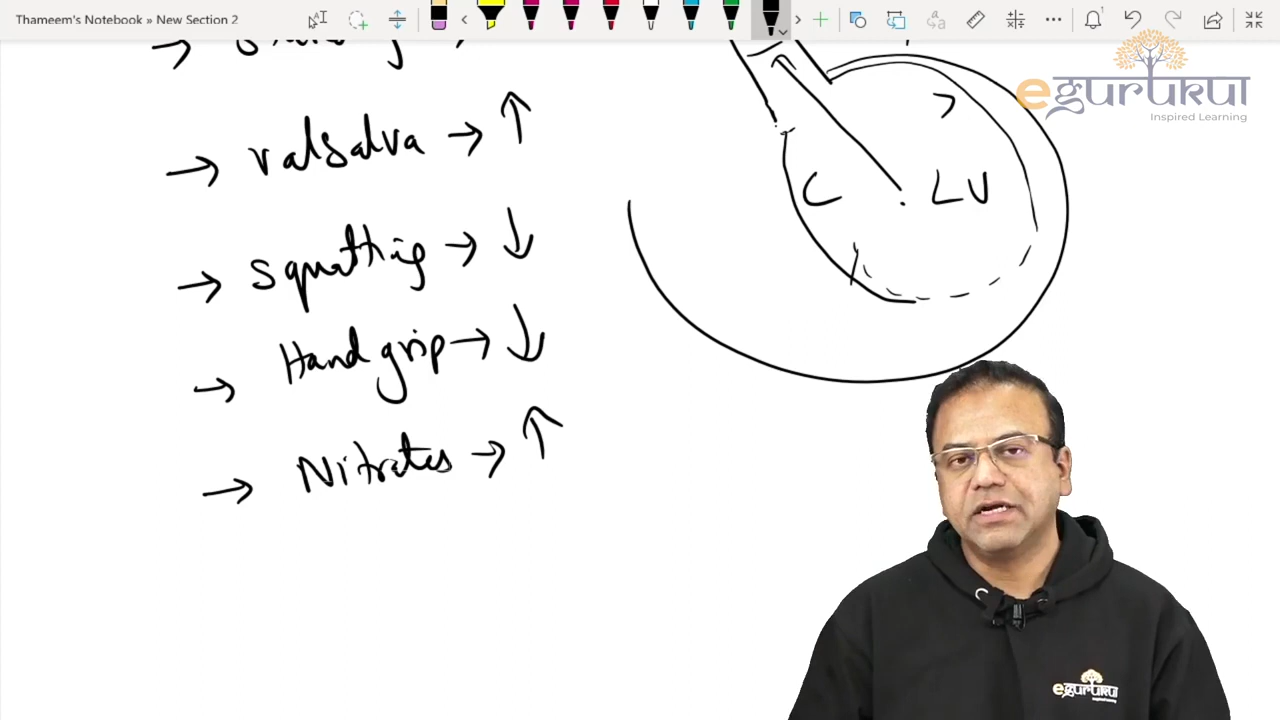 Thameem's Notebook » New Section 2
egurukul
Inspired Learning
→ valsalva → ↑
C LV
→ Squatting → ↓
→ Hand grip → ↓
→ Nitrates → ↑
egurukul